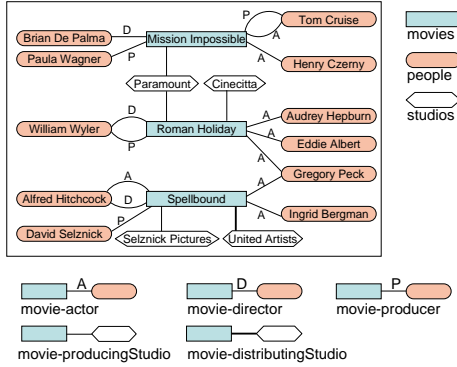 P
Tom Cruise
movies
Brian De Palma
D
Mission Impossible
A
Paula Wagner
P
A
Henry Czerny
people
Paramount
Cinecitta
studios
D
A
Audrey Hepburn
William Wyler
Roman Holiday
A
Eddie Albert
P
A
Gregory Peck
A
Alfred Hitchcock
D
Spellbound
A
P
A
Ingrid Bergman
David Selznick
Selznick Pictures
United Artists
A
D
P
movie-actor
movie-director
movie-producer
movie-producingStudio
movie-distributingStudio